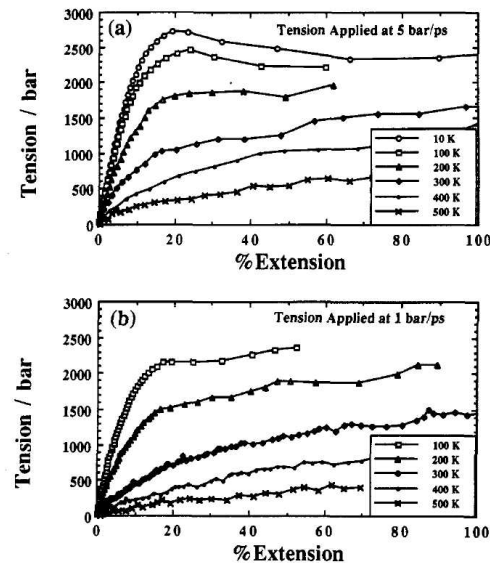 (a)
Tension Applied at 5 bar/ps
3000
2500
2000
1500
1000
500
0
Tension / bar
10 K
100 K
200 K
300 K
400 K
500 K
0 20 40 60 80 100
%Extension
(b)
Tension Applied at 1 bar/ps
3000
2500
2000
1500
1000
500
0
Tension / bar
100 K
200 K
300 K
400 K
500 K
0 20 40 60 80 100
%Extension